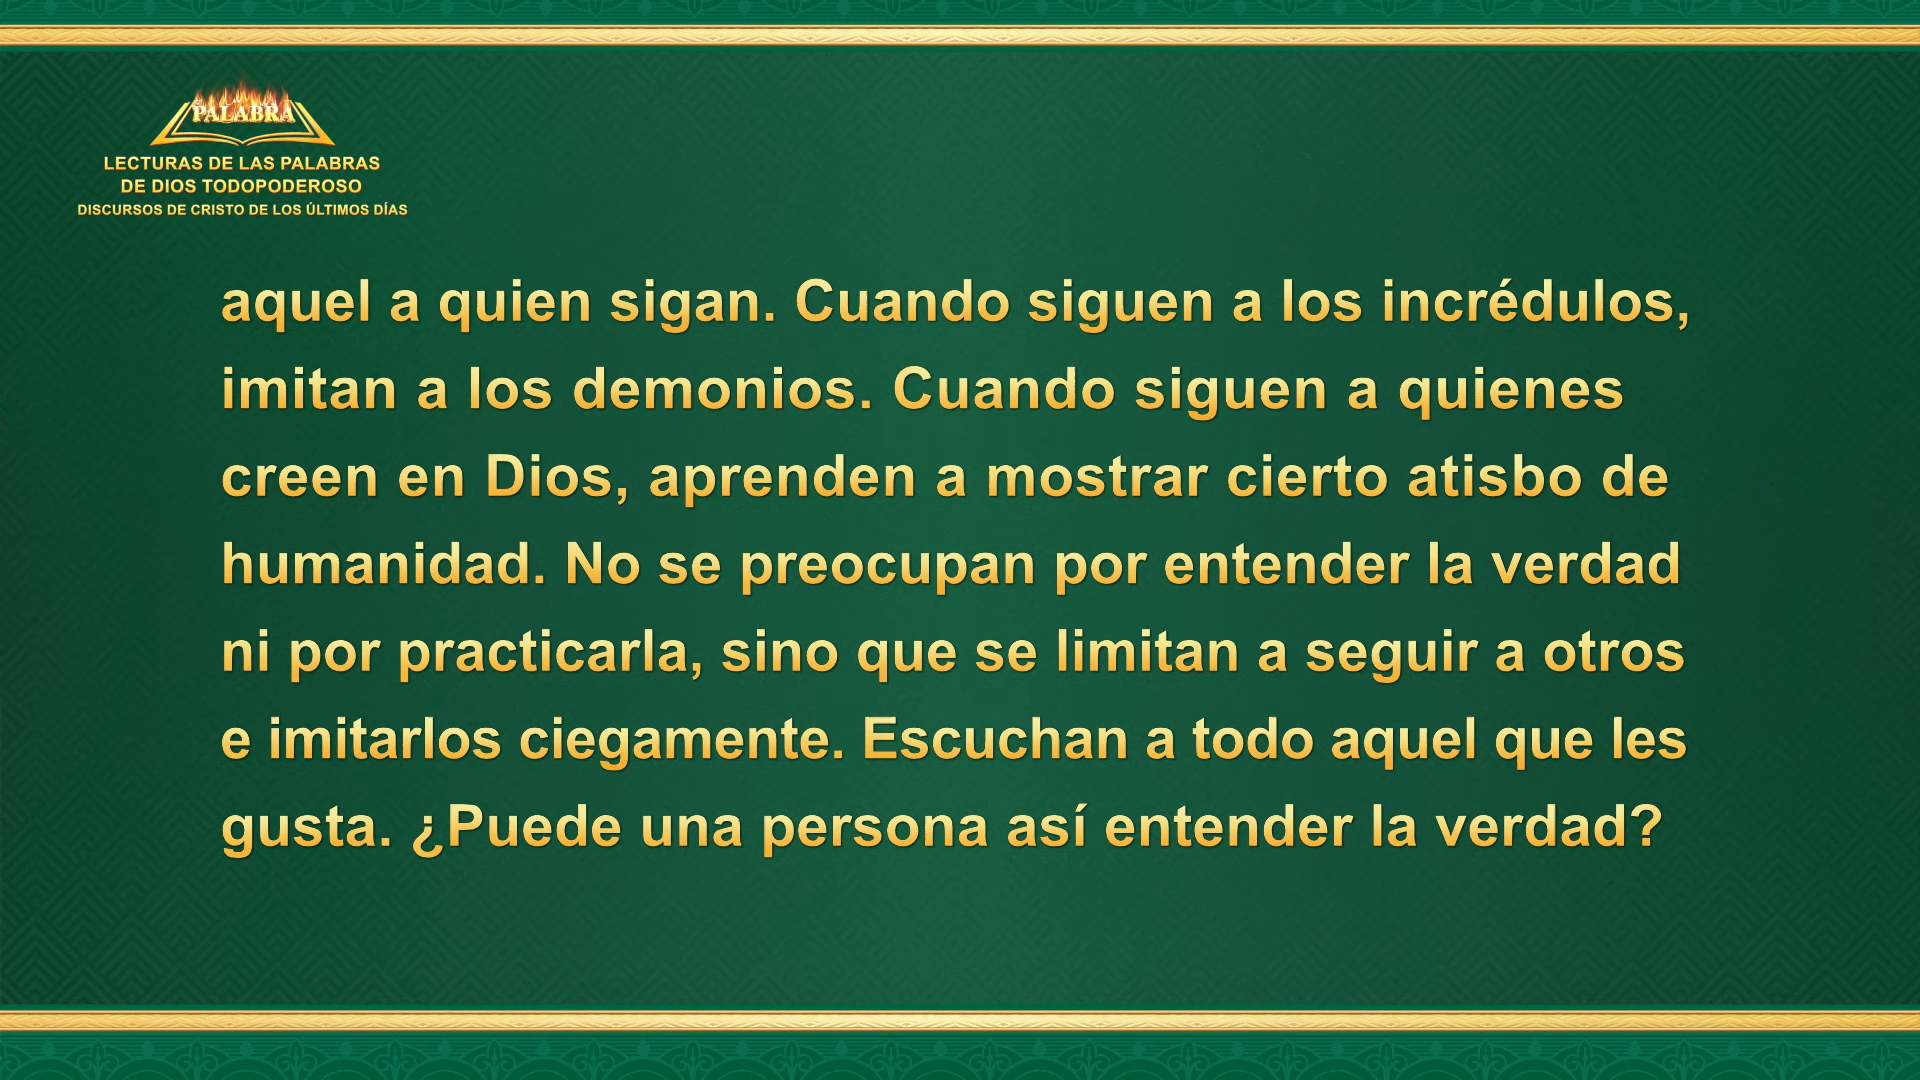 PALABRA
LECTURAS DE LAS PALABRAS
DE DIOS TODOPODEROSO
DISCURSOS DE CRISTO DE LOS ÚLTIMOS DÍAS
aquel a quien sigan. Cuando siguen a los incrédulos,
imitan a los demonios. Cuando siguen a quienes
creen en Dios, aprenden a mostrar cierto atisbo de
humanidad. No se preocupan por entender la verdad
ni por practicarla, sino que se limitan a seguir a otros
e imitarlos ciegamente. Escuchan a todo aquel que les
gusta. ¿Puede una persona así entender la verdad?